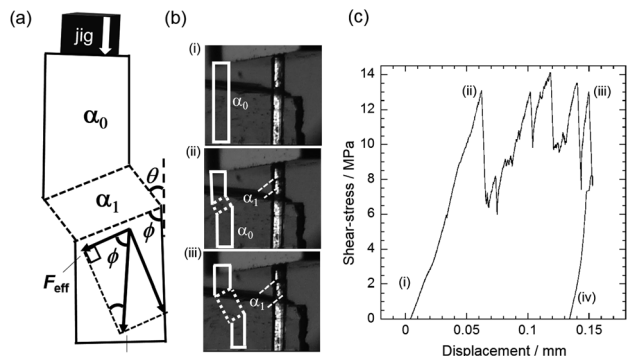 (a)
jig
α0
θ
α1
ϕ
ϕ
Feff
(b)
(i)
α0
(ii)
α1
α0
(iii)
α1
(c)
14
12
10
8
6
4
2
0
Shear-stress / MPa
(i)
(ii)
(iii)
(iv)
0
0.05
0.1
0.15
Displacement / mm